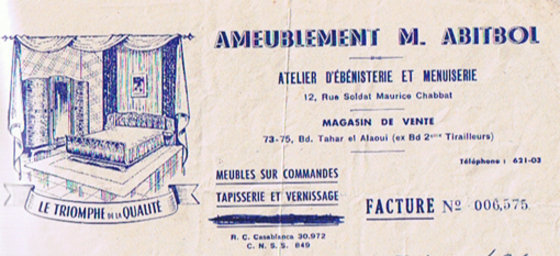 AMEUBLEMENT M. ABITBOL
ATELIER D'ÉBÉNISTERIE ET MENUISERIE
12, Rue Soldat Maurice Chabbat
MAGASIN DE VENTE
73-75, Bd. Tahar el Alaoui (ex Bd 2ème Tirailleurs)
Téléphone : 621-03
MEUBLES SUR COMMANDES
TAPISSERIE ET VERNISSAGE
LE TRIOMPHE DE LA QUALITÉ
FACTURE Nº 006,575
R. C. Casablanca 30.972
C. N. S. S. 849